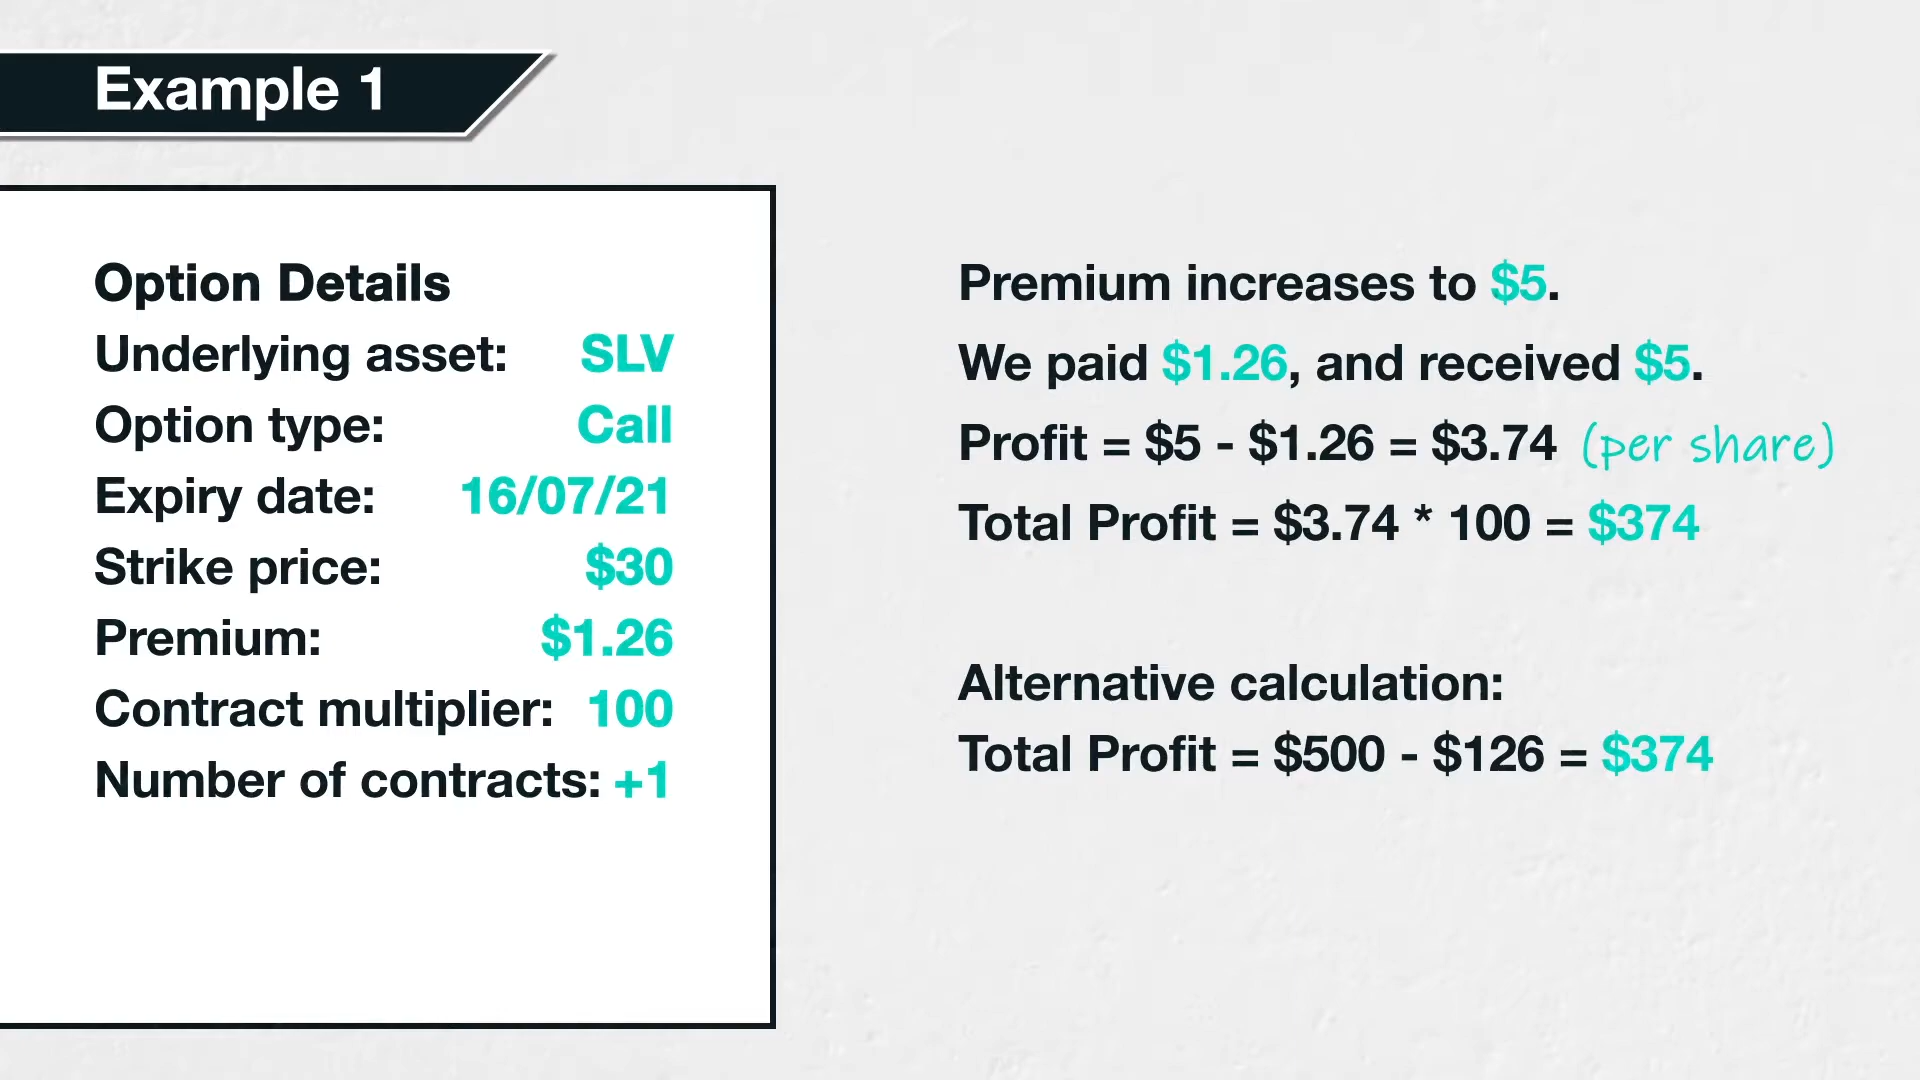 Example 1
Option Details
Underlying asset: SLV
Option type: Call
Expiry date: 16/07/21
Strike price: $30
Premium: $1.26
Contract multiplier: 100
Number of contracts: +1
Premium increases to $5.
We paid $1.26, and received $5.
Profit = $5 - $1.26 = $3.74 (per share)
Total Profit = $3.74 * 100 = $374
Alternative calculation:
Total Profit = $500 - $126 = $374